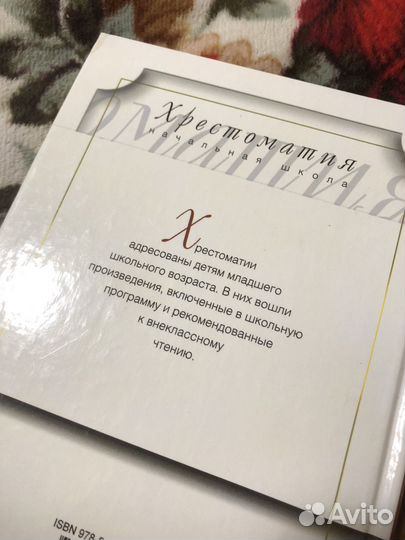 Хрестоматия
начальная школа
Хрестоматии
адресованы детям младшего
школьного возраста. В них вошли
произведения, включенные в школьную
программу и рекомендованные
к внеклассному
чтению.
ISBN 978-5
Avito